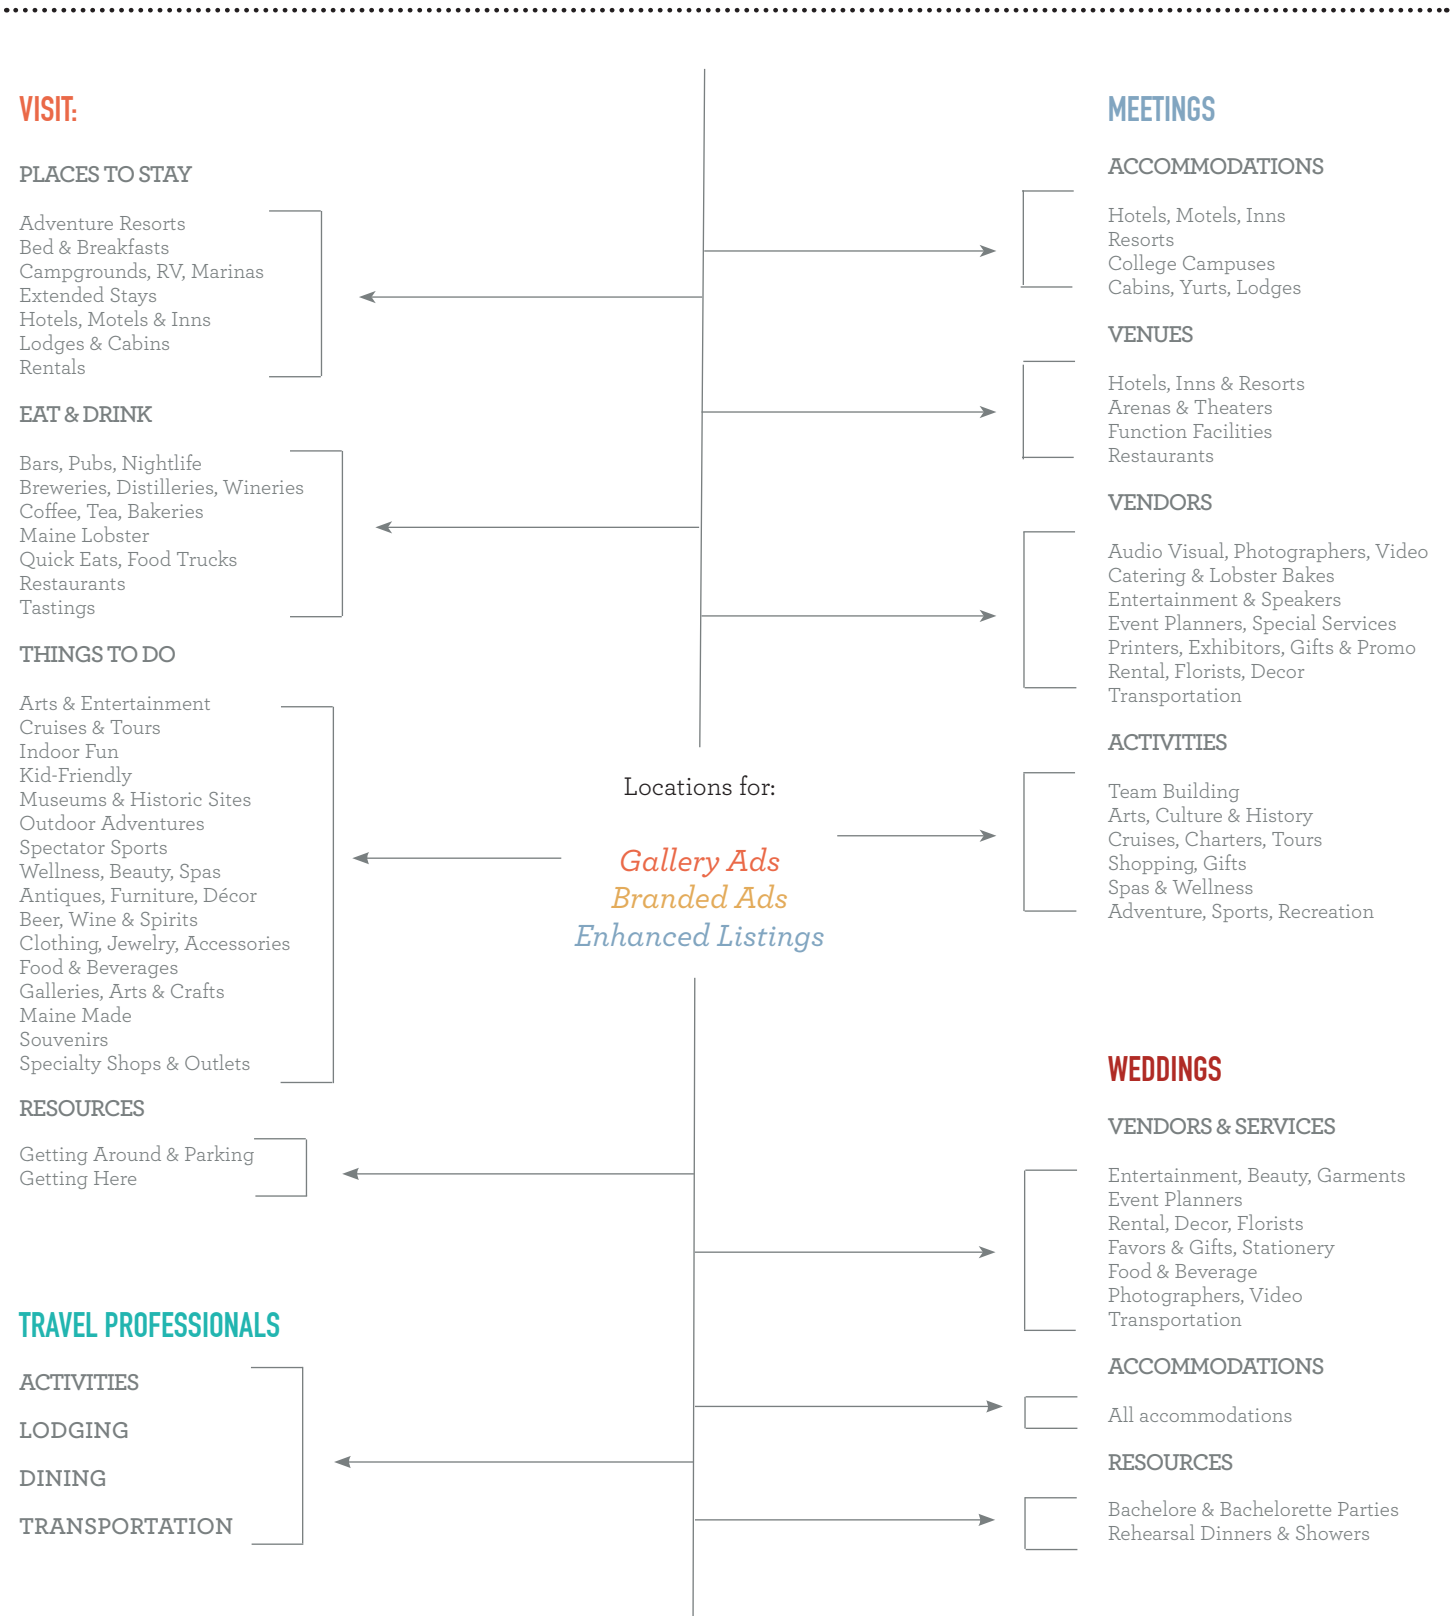 VISIT:
PLACES TO STAY
Adventure Resorts
Bed & Breakfasts
Campgrounds, RV, Marinas
Extended Stays
Hotels, Motels & Inns
Lodges & Cabins
Rentals
EAT & DRINK
Bars, Pubs, Nightlife
Breweries, Distilleries, Wineries
Coffee, Tea, Bakeries
Maine Lobster
Quick Eats, Food Trucks
Restaurants
Tastings
THINGS TO DO
Arts & Entertainment
Cruises & Tours
Indoor Fun
Kid-Friendly
Museums & Historic Sites
Outdoor Adventures
Spectator Sports
Wellness, Beauty, Spas
Antiques, Furniture, Décor
Beer, Wine & Spirits
Clothing, Jewelry, Accessories
Food & Beverages
Galleries, Arts & Crafts
Maine Made
Souvenirs
Specialty Shops & Outlets
RESOURCES
Getting Around & Parking
Getting Here
TRAVEL PROFESSIONALS
ACTIVITIES
LODGING
DINING
TRANSPORTATION
Locations for:
Gallery Ads
Branded Ads
Enhanced Listings
MEETINGS
ACCOMMODATIONS
Hotels, Motels, Inns
Resorts
College Campuses
Cabins, Yurts, Lodges
VENUES
Hotels, Inns & Resorts
Arenas & Theaters
Function Facilities
Restaurants
VENDORS
Audio Visual, Photographers, Video
Catering & Lobster Bakes
Entertainment & Speakers
Event Planners, Special Services
Printers, Exhibitors, Gifts & Promo
Rental, Florists, Decor
Transportation
ACTIVITIES
Team Building
Arts, Culture & History
Cruises, Charters, Tours
Shopping, Gifts
Spas & Wellness
Adventure, Sports, Recreation
WEDDINGS
VENDORS & SERVICES
Entertainment, Beauty, Garments
Event Planners
Rental, Decor, Florists
Favors & Gifts, Stationery
Food & Beverage
Photographers, Video
Transportation
ACCOMMODATIONS
All accommodations
RESOURCES
Bachelore & Bachelorette Parties
Rehearsal Dinners & Showers